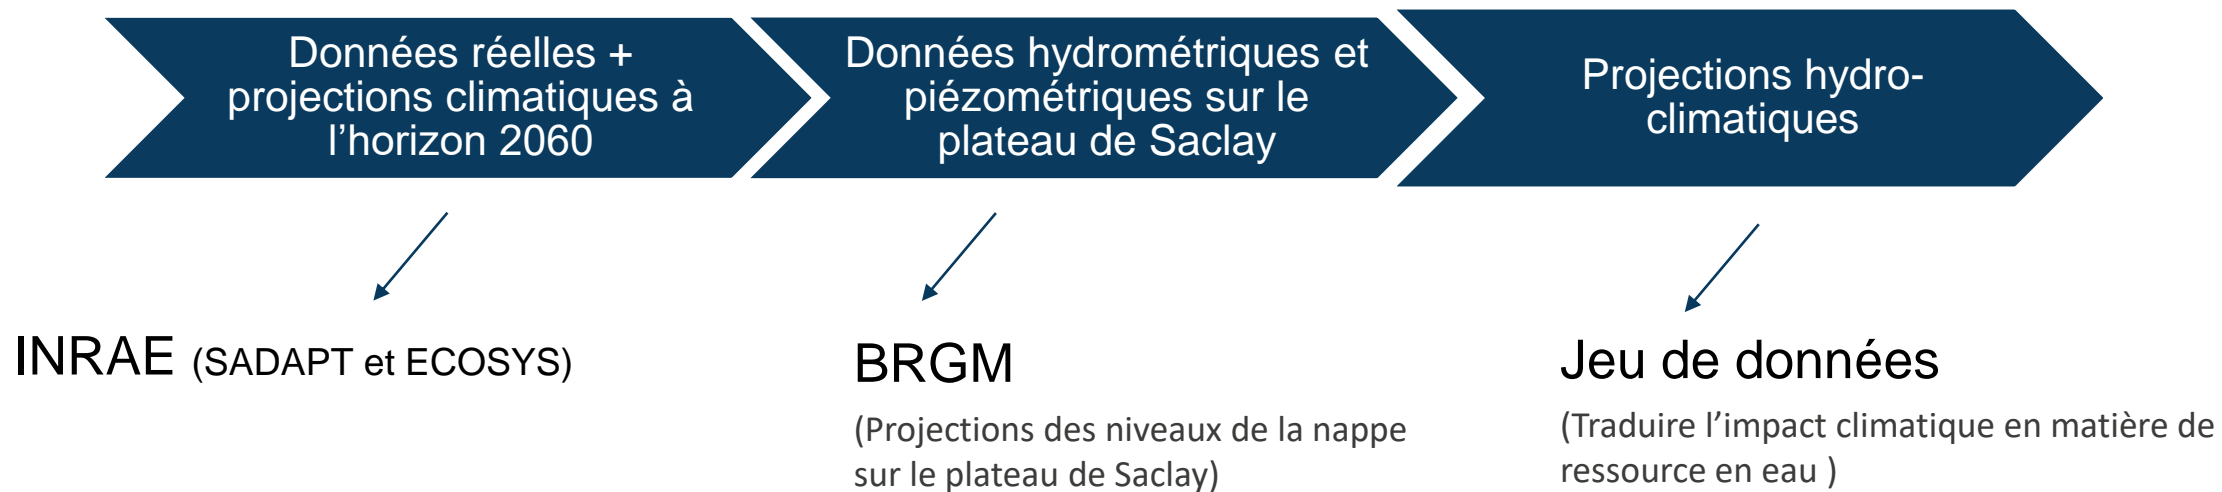 Données réelles +
projections climatiques à
l’horizon 2060
Données hydrométriques et
piézométriques sur le
plateau de Saclay
Projections hydro-
climatiques
INRAE (SADAPT et ECOSYS)
BRGM
(Projections des niveaux de la nappe
sur le plateau de Saclay)
Jeu de données
(Traduire l’impact climatique en matière de
ressource en eau )